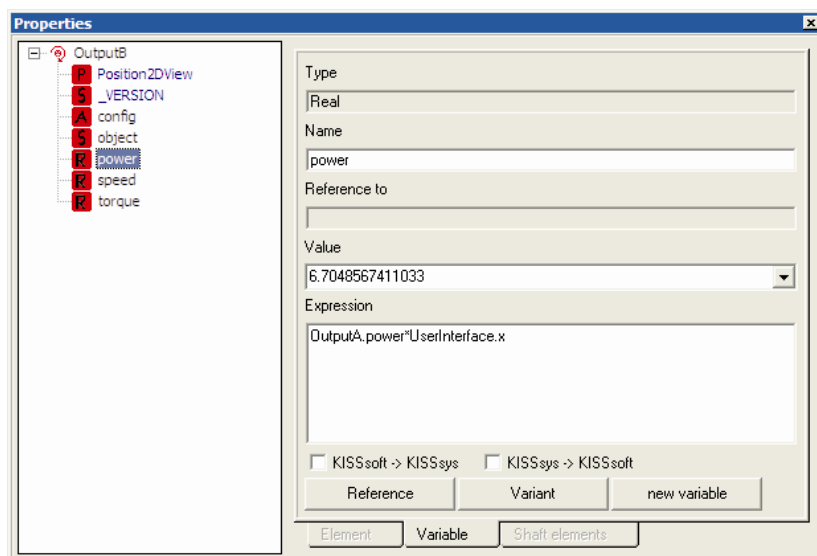 Properties
OutputB
P Position2DView
S _VERSION
A config
S object
R power
R speed
R torque
Type
Real
Name
power
Reference to
Value
6.7048567411033
Expression
OutputA.power*UserInterface.x
KISSsoft -> KISSsys KISSsys -> KISSsoft
Reference Variant new variable
Element Variable Shaft elements